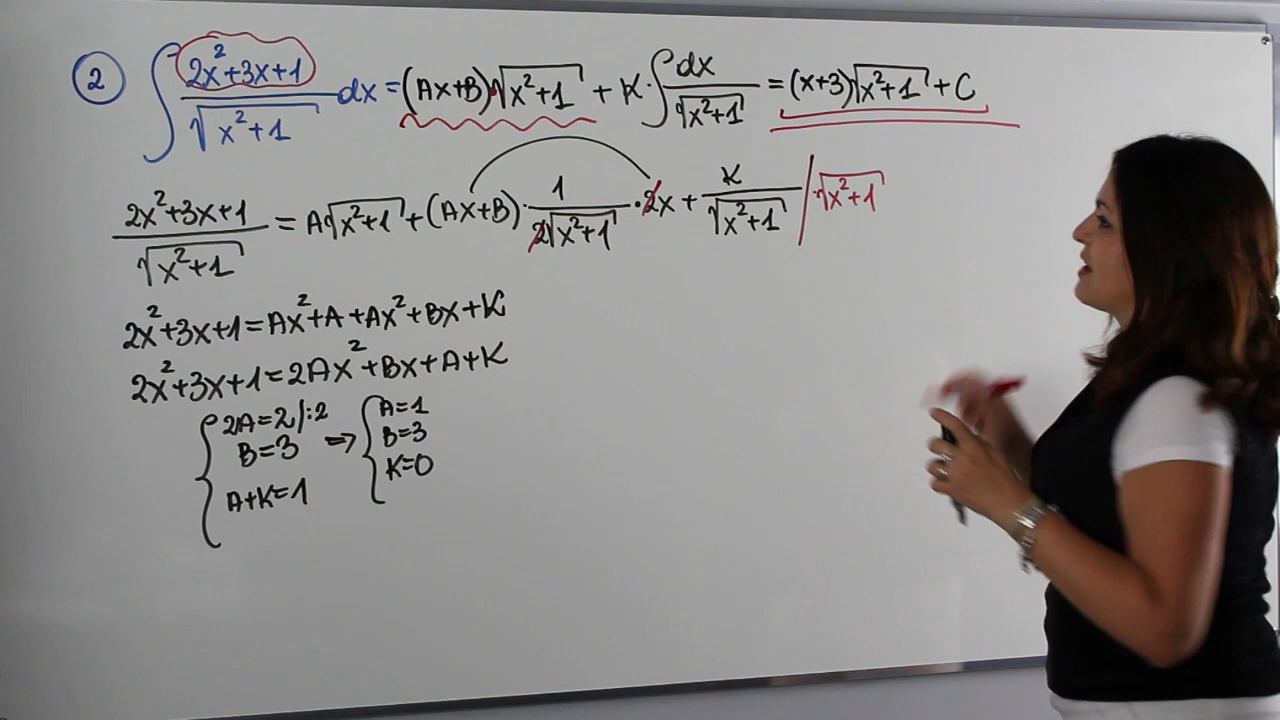 ② ∫ (2x²+3x+1)/√(x²+1) dx = (Ax+B)·√(x²+1) + K·∫ dx/√(x²+1) = (x+3)√(x²+1) + C
(2x²+3x+1)/√(x²+1) = A√(x²+1) + (Ax+B)·1/(2√(x²+1))·2x + K/√(x²+1) /·√(x²+1)
2x²+3x+1=Ax²+A+Ax²+Bx+K
2x²+3x+1=2Ax²+Bx+A+K
{ 2A=2/:2 ⇒ { A=1
B=3 B=3
A+K=1 K=0